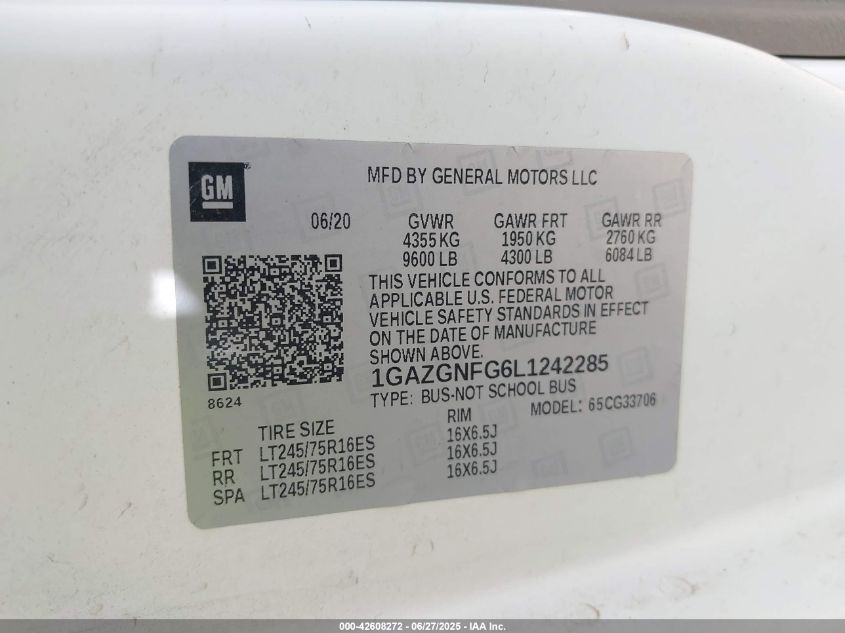 GM
MFD BY GENERAL MOTORS LLC
06/20 GVWR GAWR FRT GAWR RR
4355 KG 1950 KG 2760 KG
9600 LB 4300 LB 6084 LB
THIS VEHICLE CONFORMS TO ALL
APPLICABLE U.S. FEDERAL MOTOR
VEHICLE SAFETY STANDARDS IN EFFECT
ON THE DATE OF MANUFACTURE
SHOWN ABOVE.
1GAZGNFG6L1242285
8624
TYPE: BUS-NOT SCHOOL BUS
MODEL: 65CG33706
TIRE SIZE RIM
FRT LT245/75R16ES 16X6.5J
RR LT245/75R16ES 16X6.5J
SPA LT245/75R16ES 16X6.5J
000-42608272 - 06/27/2025 - IAA Inc.